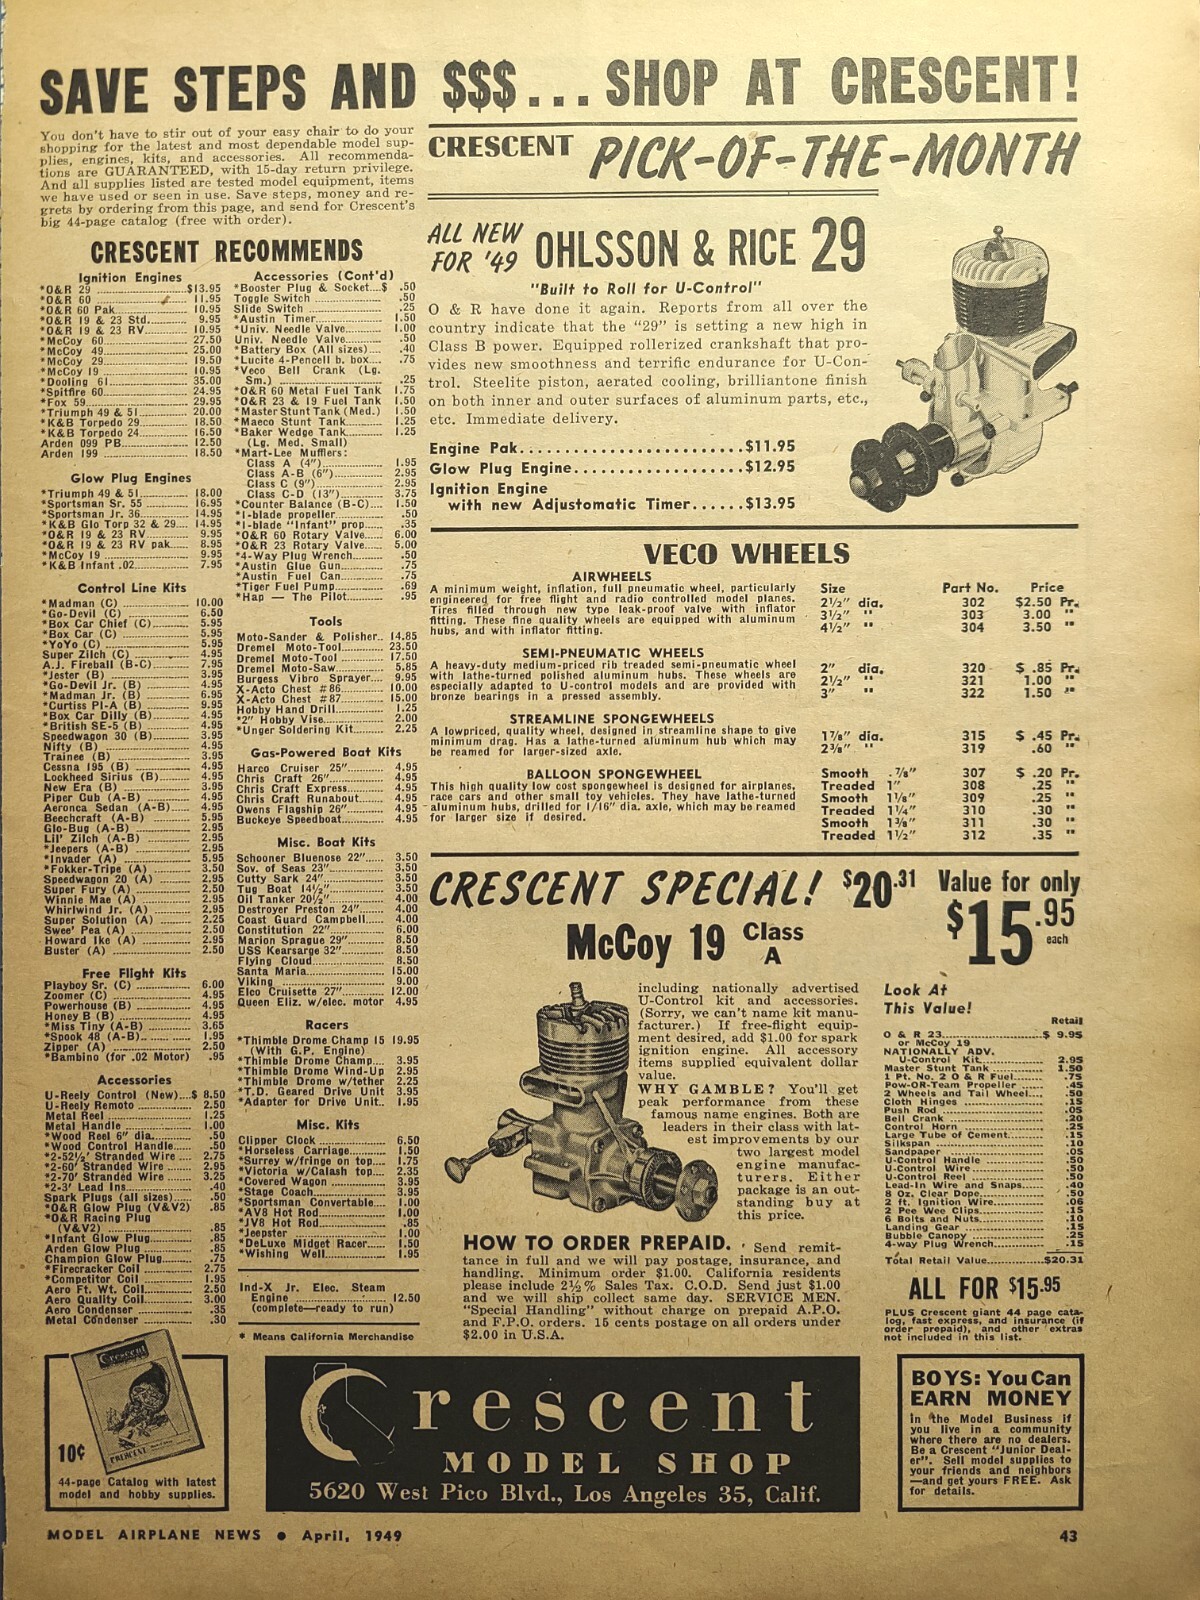 SAVE STEPS AND $$$... SHOP AT CRESCENT!
You don't have to stir out of your easy chair to do your
shopping for the latest and most dependable model sup-
plies, engines, kits, and accessories. All recommenda-
tions are GUARANTEED, with 15-day return privilege.
And all supplies listed are tested model equipment, items
we have used or seen in use. Save steps, money and re-
grets by ordering from this page, and send for Crescent's
big 44-page catalog (free with order).
CRESCENT RECOMMENDS
Ignition Engines
*O&R 29 $13.95
*O&R 60 11.95
*O&R 60 Pak 10.95
*O&R 19 & 23 Std. 9.95
*O&R 19 & 23 RV 10.95
*McCoy 60 27.50
*McCoy 49 25.00
*McCoy 29 19.50
*McCoy 19 10.95
*Dooling 61 35.00
*Spitfire 60 24.95
*Fox 59 29.95
*Triumph 49 & 51 20.00
*K&B Torpedo 29 18.50
*K&B Torpedo 24 16.50
Arden 099 PB 12.50
Arden 199 18.50
Glow Plug Engines
*Triumph 49 & 51 18.00
*Sportsman Sr. 55 16.95
*Sportsman Jr. 36 14.95
*K&B Glo Torp 32 & 29 14.95
*O&R 19 & 23 RV 9.95
*O&R 19 & 23 RV pak 8.95
*McCoy 19 9.95
*K&B Infant .02 7.95
Control Line Kits
*Madman (C) 10.00
*Go-Devil (C) 6.50
*Box Car Chief (C) 5.95
*Box Car (C) 5.95
*YoYo (C) 5.95
Super Zilch (C) 4.95
A.J. Fireball (B-C) 7.95
*Jester (B) 3.95
*Go-Devil Jr. (B) 4.95
*Madman Jr. (B) 6.95
*Curtiss PI-A (B) 9.95
*Box Car Dilly (B) 4.95
*British SE-5 (B) 4.95
Speedwagon 30 (B) 3.95
Nifty (B) 4.95
Trainee (B) 3.95
Cessna 195 (B) 4.95
Lockheed Sirius (B) 4.95
New Era (B) 3.95
Piper Cub (A-B) 4.95
Aeronca Sedan (A-B) 4.95
Beechcraft (A-B) 5.95
Glo-Bug (A-B) 2.95
Lil' Zilch (A-B) 2.95
*Jeepers (A-B) 2.95
*Invader (A) 5.95
*Fokker-Tripe (A) 3.50
Speedwagon 20 (A) 2.95
Super Fury (A) 2.50
Winnie Mae (A) 2.95
Whirlwind Jr. (A) 2.95
Super Solution (A) 2.25
Swee' Pea (A) 2.50
Howard Ike (A) 2.95
Buster (A) 2.50
Free Flight Kits
Playboy Sr. (C) 6.00
Zoomer (C) 4.95
Powerhouse (B) 4.95
Honey B (B) 4.95
*Miss Tiny (A-B) 3.65
*Spook 48 (A-B) 1.95
Zipper (A) 2.50
*Bambino (for .02 Motor) .95
Accessories
U-Reely Control (New) $ 8.50
U-Reely Remoto 2.50
Metal Reel 1.25
Metal Handle 1.00
*Wood Reel 6" dia. .50
*Wood Control Handle .50
*2-52½' Stranded Wire 2.75
*2-60' Stranded Wire 2.95
*2-70' Stranded Wire 3.25
*2-3' Lead Ins .40
Spark Plugs (all sizes) .50
*O&R Glow Plug (V&V2) .85
*O&R Racing Plug
(V&V2) .85
*Infant Glow Plug .85
Arden Glow Plug .85
Champion Glow Plug .75
*Firecracker Coil 2.75
*Competitor Coil 1.95
Aero Ft. Wt. Coil 2.50
Aero Quality Coil 3.00
Aero Condenser .35
Metal Condenser .30
Accessories (Cont'd)
*Booster Plug & Socket $ .50
Toggle Switch .50
Slide Switch .25
*Austin Timer 1.50
*Univ. Needle Valve 1.00
Univ. Needle Valve .50
*Battery Box (All sizes) .40
*Lucite 4-Pencell b. box .75
*Veco Bell Crank (Lg.
Sm.) .25
*O&R 60 Metal Fuel Tank 1.75
*O&R 23 & 19 Fuel Tank 1.50
*Master Stunt Tank (Med.) 1.50
*Maeco Stunt Tank 1.25
*Baker Wedge Tank 1.25
(Lg. Med. Small)
*Mart-Lee Mufflers:
Class A (4") 1.95
Class A-B (6") 2.95
Class C (9") 2.95
Class C-D (13") 3.75
*Counter Balance (B-C) 1.50
*I-blade propeller .50
*I-blade "Infant" prop .35
*O&R 60 Rotary Valve 6.00
*O&R 23 Rotary Valve 5.00
*4-Way Plug Wrench .50
*Austin Glue Gun .75
*Austin Fuel Can .75
*Tiger Fuel Pump .69
*Hap — The Pilot .95
Tools
Moto-Sander & Polisher 14.85
Dremel Moto-Tool 23.50
Dremel Moto-Tool 17.50
Dremel Moto-Saw 5.85
Burgess Vibro Sprayer 9.95
X-Acto Chest #86 10.00
X-Acto Chest #87 15.00
Hobby Hand Drill 1.25
*2" Hobby Vise 2.00
*Unger Soldering Kit 2.25
Gas-Powered Boat Kits
Harco Cruiser 25" 4.95
Chris Craft 26" 4.95
Chris Craft Express 4.95
Chris Craft Runabout 4.95
Owens Flagship 26" 4.95
Buckeye Speedboat 4.95
Misc. Boat Kits
Schooner Bluenose 22" 3.50
Sov. of Seas 23" 3.50
Cutty Sark 24" 3.50
Tug Boat 14½" 3.50
Oil Tanker 20½" 4.00
Destroyer Preston 24" 4.00
Coast Guard Campbell 4.00
Constitution 22" 6.00
Marion Sprague 29" 8.50
USS Kearsarge 32" 8.50
Flying Cloud 8.50
Santa Maria 15.00
Viking 9.00
Elco Cruisette 27" 12.00
Queen Eliz. w/elec. motor 4.95
Racers
*Thimble Drome Champ 15 19.95
(With G.P. Engine)
*Thimble Drome Champ 3.95
*Thimble Drome Wind-Up 2.95
*Thimble Drome w/tether 2.25
*T.D. Geared Drive Unit 3.95
*Adapter for Drive Unit 1.95
Misc. Kits
Clipper Clock 6.50
*Horseless Carriage 1.50
*Surrey w/fringe on top 1.75
*Victoria w/Calash top 2.35
*Covered Wagon 3.95
*Stage Coach 3.95
*Sportsman Convertable 1.00
*AV8 Hot Rod 1.00
*JV8 Hot Rod .85
*Jeepster 1.00
*DeLuxe Midget Racer 1.50
*Wishing Well 1.95
Ind-X Jr. Elec. Steam
Engine 12.50
(complete—ready to run)
* Means California Merchandise
CRESCENT PICK-OF-THE-MONTH
ALL NEW
FOR '49 OHLSSON & RICE 29
"Built to Roll for U-Control"
O & R have done it again. Reports from all over the
country indicate that the "29" is setting a new high in
Class B power. Equipped rollerized crankshaft that pro-
vides new smoothness and terrific endurance for U-Con-
trol. Steelite piston, aerated cooling, brilliantone finish
on both inner and outer surfaces of aluminum parts, etc.,
etc. Immediate delivery.
Engine Pak $11.95
Glow Plug Engine $12.95
Ignition Engine
with new Adjustomatic Timer $13.95
VECO WHEELS
AIRWHEELS
A minimum weight, inflation, full pneumatic wheel, particularly
engineered for free flight and radio controlled model planes.
Tires filled through new type leak-proof valve with inflator
fitting. These fine quality wheels are equipped with aluminum
hubs, and with inflator fitting.
Size Part No. Price
2½" dia. 302 $2.50 Pr.
3½" " 303 3.00 "
4½" " 304 3.50 "
SEMI-PNEUMATIC WHEELS
A heavy-duty medium-priced rib treaded semi-pneumatic wheel
with lathe-turned polished aluminum hubs. These wheels are
especially adapted to U-control models and are provided with
bronze bearings in a pressed assembly.
2" dia. 320 $ .85 Pr.
2½" " 321 1.00 "
3" " 322 1.50 "
STREAMLINE SPONGEWHEELS
A lowpriced, quality wheel, designed in streamline shape to give
minimum drag. Has a lathe-turned aluminum hub which may
be reamed for larger-sized axle.
1⅞" dia. 315 $ .45 Pr.
2⅜" " 319 .60 "
BALLOON SPONGEWHEEL
This high quality low cost spongewheel is designed for airplanes,
race cars and other small toy vehicles. They have lathe-turned
aluminum hubs, drilled for 1/16" dia. axle, which may be reamed
for larger size if desired.
Smooth ⅞" 307 $ .20 Pr.
Treaded 1" 308 .25 "
Smooth 1⅛" 309 .25 "
Treaded 1¼" 310 .30 "
Smooth 1⅜" 311 .30 "
Treaded 1½" 312 .35 "
CRESCENT SPECIAL! $20.31 Value for only
$15.95 each
McCoy 19 Class
A
including nationally advertised
U-Control kit and accessories.
(Sorry, we can't name kit manu-
facturer.) If free-flight equip-
ment desired, add $1.00 for spark
ignition engine. All accessory
items supplied equivalent dollar
value.
WHY GAMBLE? You'll get
peak performance from these
famous name engines. Both are
leaders in their class with lat-
est improvements by our
two largest model
engine manufac-
turers. Either
package is an out-
standing buy at
this price.
HOW TO ORDER PREPAID. Send remit-
tance in full and we will pay postage, insurance, and
handling. Minimum order $1.00. California residents
please include 2½% Sales Tax. C.O.D. Send just $1.00
and we will ship collect same day. SERVICE MEN.
"Special Handling" without charge on prepaid A.P.O.
and F.P.O. orders. 15 cents postage on all orders under
$2.00 in U.S.A.
Look At
This Value!
Retail
O & R 23 $ 9.95
or McCoy 19
NATIONALLY ADV.
U-Control Kit 2.95
Master Stunt Tank 1.50
1 Pt. No. 2 O & R Fuel .75
Pow-OR-Team Propeller .45
2 Wheels and Tail Wheel .50
Cloth Hinges .15
Push Rod .05
Bell Crank .20
Control Horn .25
Large Tube of Cement .15
Silkspan .10
Sandpaper .05
U-Control Handle .50
U-Control Wire .50
U-Control Reel .50
Lead-In Wire and Snaps .40
8 Oz. Clear Dope .50
2 ft. Ignition Wire .06
2 Pee Wee Clips .15
6 Bolts and Nuts .10
Landing Gear .15
Bubble Canopy .25
4-way Plug Wrench .15
Total Retail Value $20.31
ALL FOR $15.95
PLUS Crescent giant 44 page cata-
log, fast express, and insurance (if
order prepaid), and other extras
not included in this list.
Crescent
10¢
44-page Catalog with latest
model and hobby supplies.
Crescent
MODEL SHOP
5620 West Pico Blvd., Los Angeles 35, Calif.
BOYS: You Can
EARN MONEY
In the Model Business if
you live in a community
where there are no dealers.
Be a Crescent "Junior Deal-
er". Sell model supplies to
your friends and neighbors
—and get yours FREE. Ask
for details.
MODEL AIRPLANE NEWS ● April, 1949
43